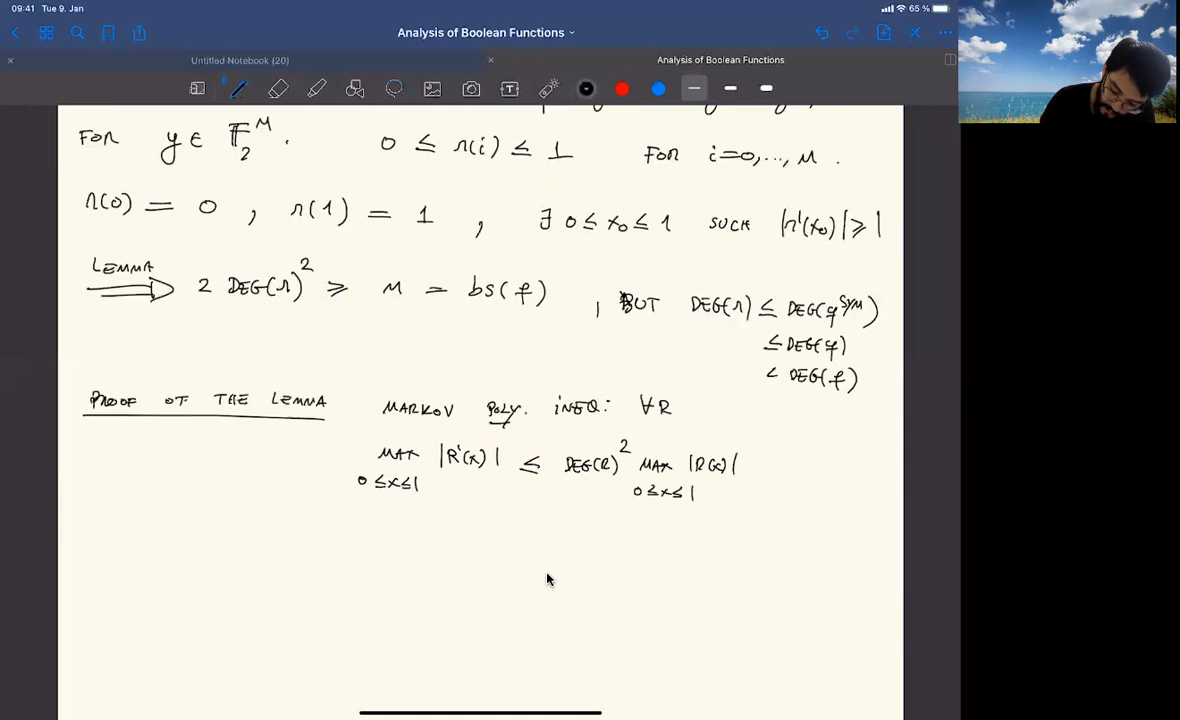 09:41 Tue 9. Jan
65 %
Analysis of Boolean Functions
Untitled Notebook (20)
Analysis of Boolean Functions
FOR y ∈ 𝔽₂ᴹ . 0 ≤ r(i) ≤ 1 FOR i=0,..., M .
r(0) = 0 , r(1) = 1 , ∃ 0 ≤ x₀ ≤ 1 SUCH |r'(x₀)| ≥ 1
LEMMA
⟹ 2 DEG(r)² ≥ M = bs(f) , BUT DEG(r) ≤ DEG(q^SYM)
≤ DEG(q)
≤ DEG(f)
PROOF OF THE LEMMA MARKOV POLY. INEQ: ∀R
MAX |R'(x)| ≤ DEG(R)² MAX |R(x)|
0 ≤ x ≤ 1 0 ≤ x ≤ 1